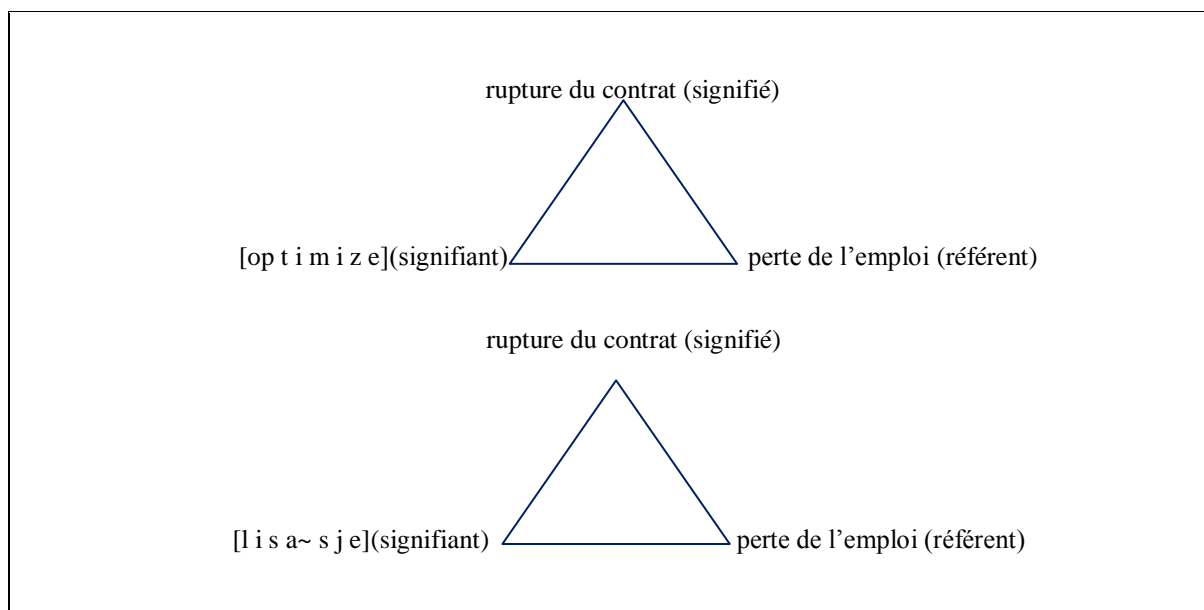 rupture du contrat (signifié)
[op t i m i z e](signifiant)
perte de l’emploi (référent)
rupture du contrat (signifié)
[l i s a~ s j e](signifiant)
perte de l’emploi (référent)